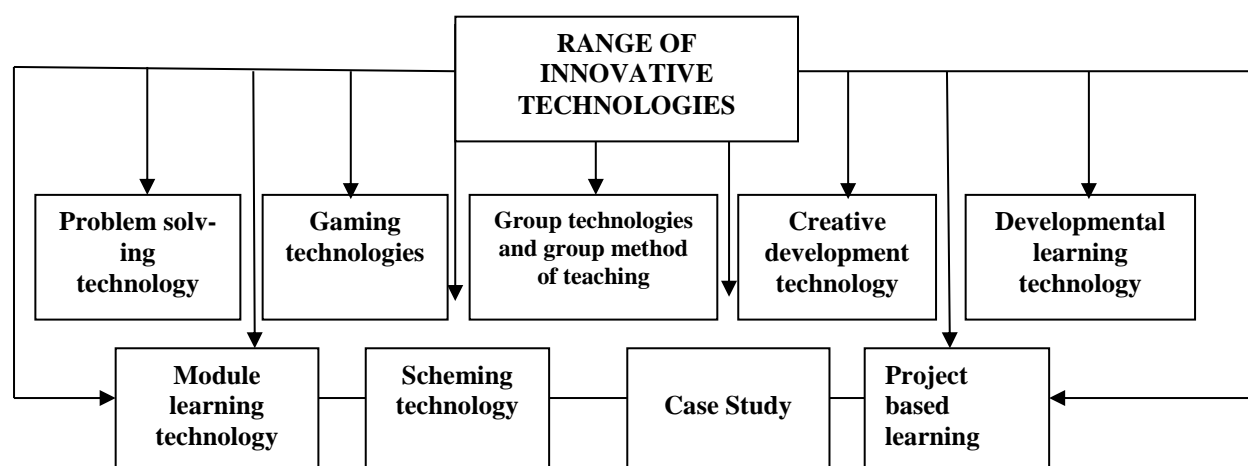 RANGE OF
INNOVATIVE
TECHNOLOGIES
Problem solv-
ing
technology
Gaming
technologies
Group technologies
and group method
of teaching
Creative
development
technology
Developmental
learning
technology
Module
learning
technology
Scheming
technology
Case Study
Project
based
learning